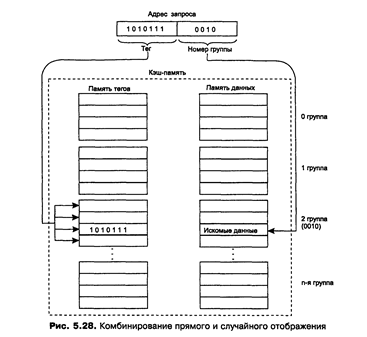 Адрес запроса
1010111 0010
Тег Номер группы
Кэш-память
Память тегов Память данных
0 группа
1 группа
2 группа
(0010)
1010111 Искомые данные
n-я группа
Рис. 5.28. Комбинирование прямого и случайного отображения